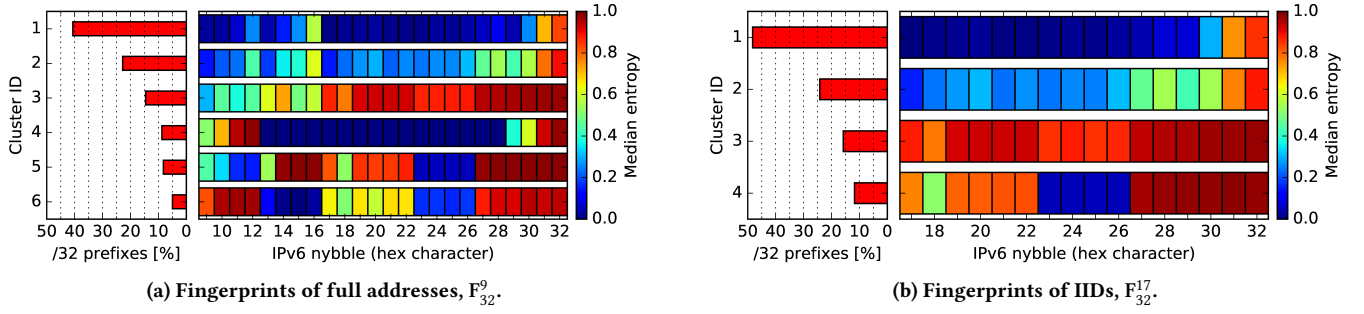 1
2
3
4
5
6
Cluster ID
50 40 30 20 10 0
/32 prefixes [%]
10 12 14 16 18 20 22 24 26 28 30 32
IPv6 nybble (hex character)
1.0
0.8
0.6
0.4
0.2
0.0
Median entropy
(a) Fingerprints of full addresses, F⁹₃₂.
1
2
3
4
Cluster ID
50 40 30 20 10 0
/32 prefixes [%]
18 20 22 24 26 28 30 32
IPv6 nybble (hex character)
1.0
0.8
0.6
0.4
0.2
0.0
Median entropy
(b) Fingerprints of IIDs, F¹⁷₃₂.